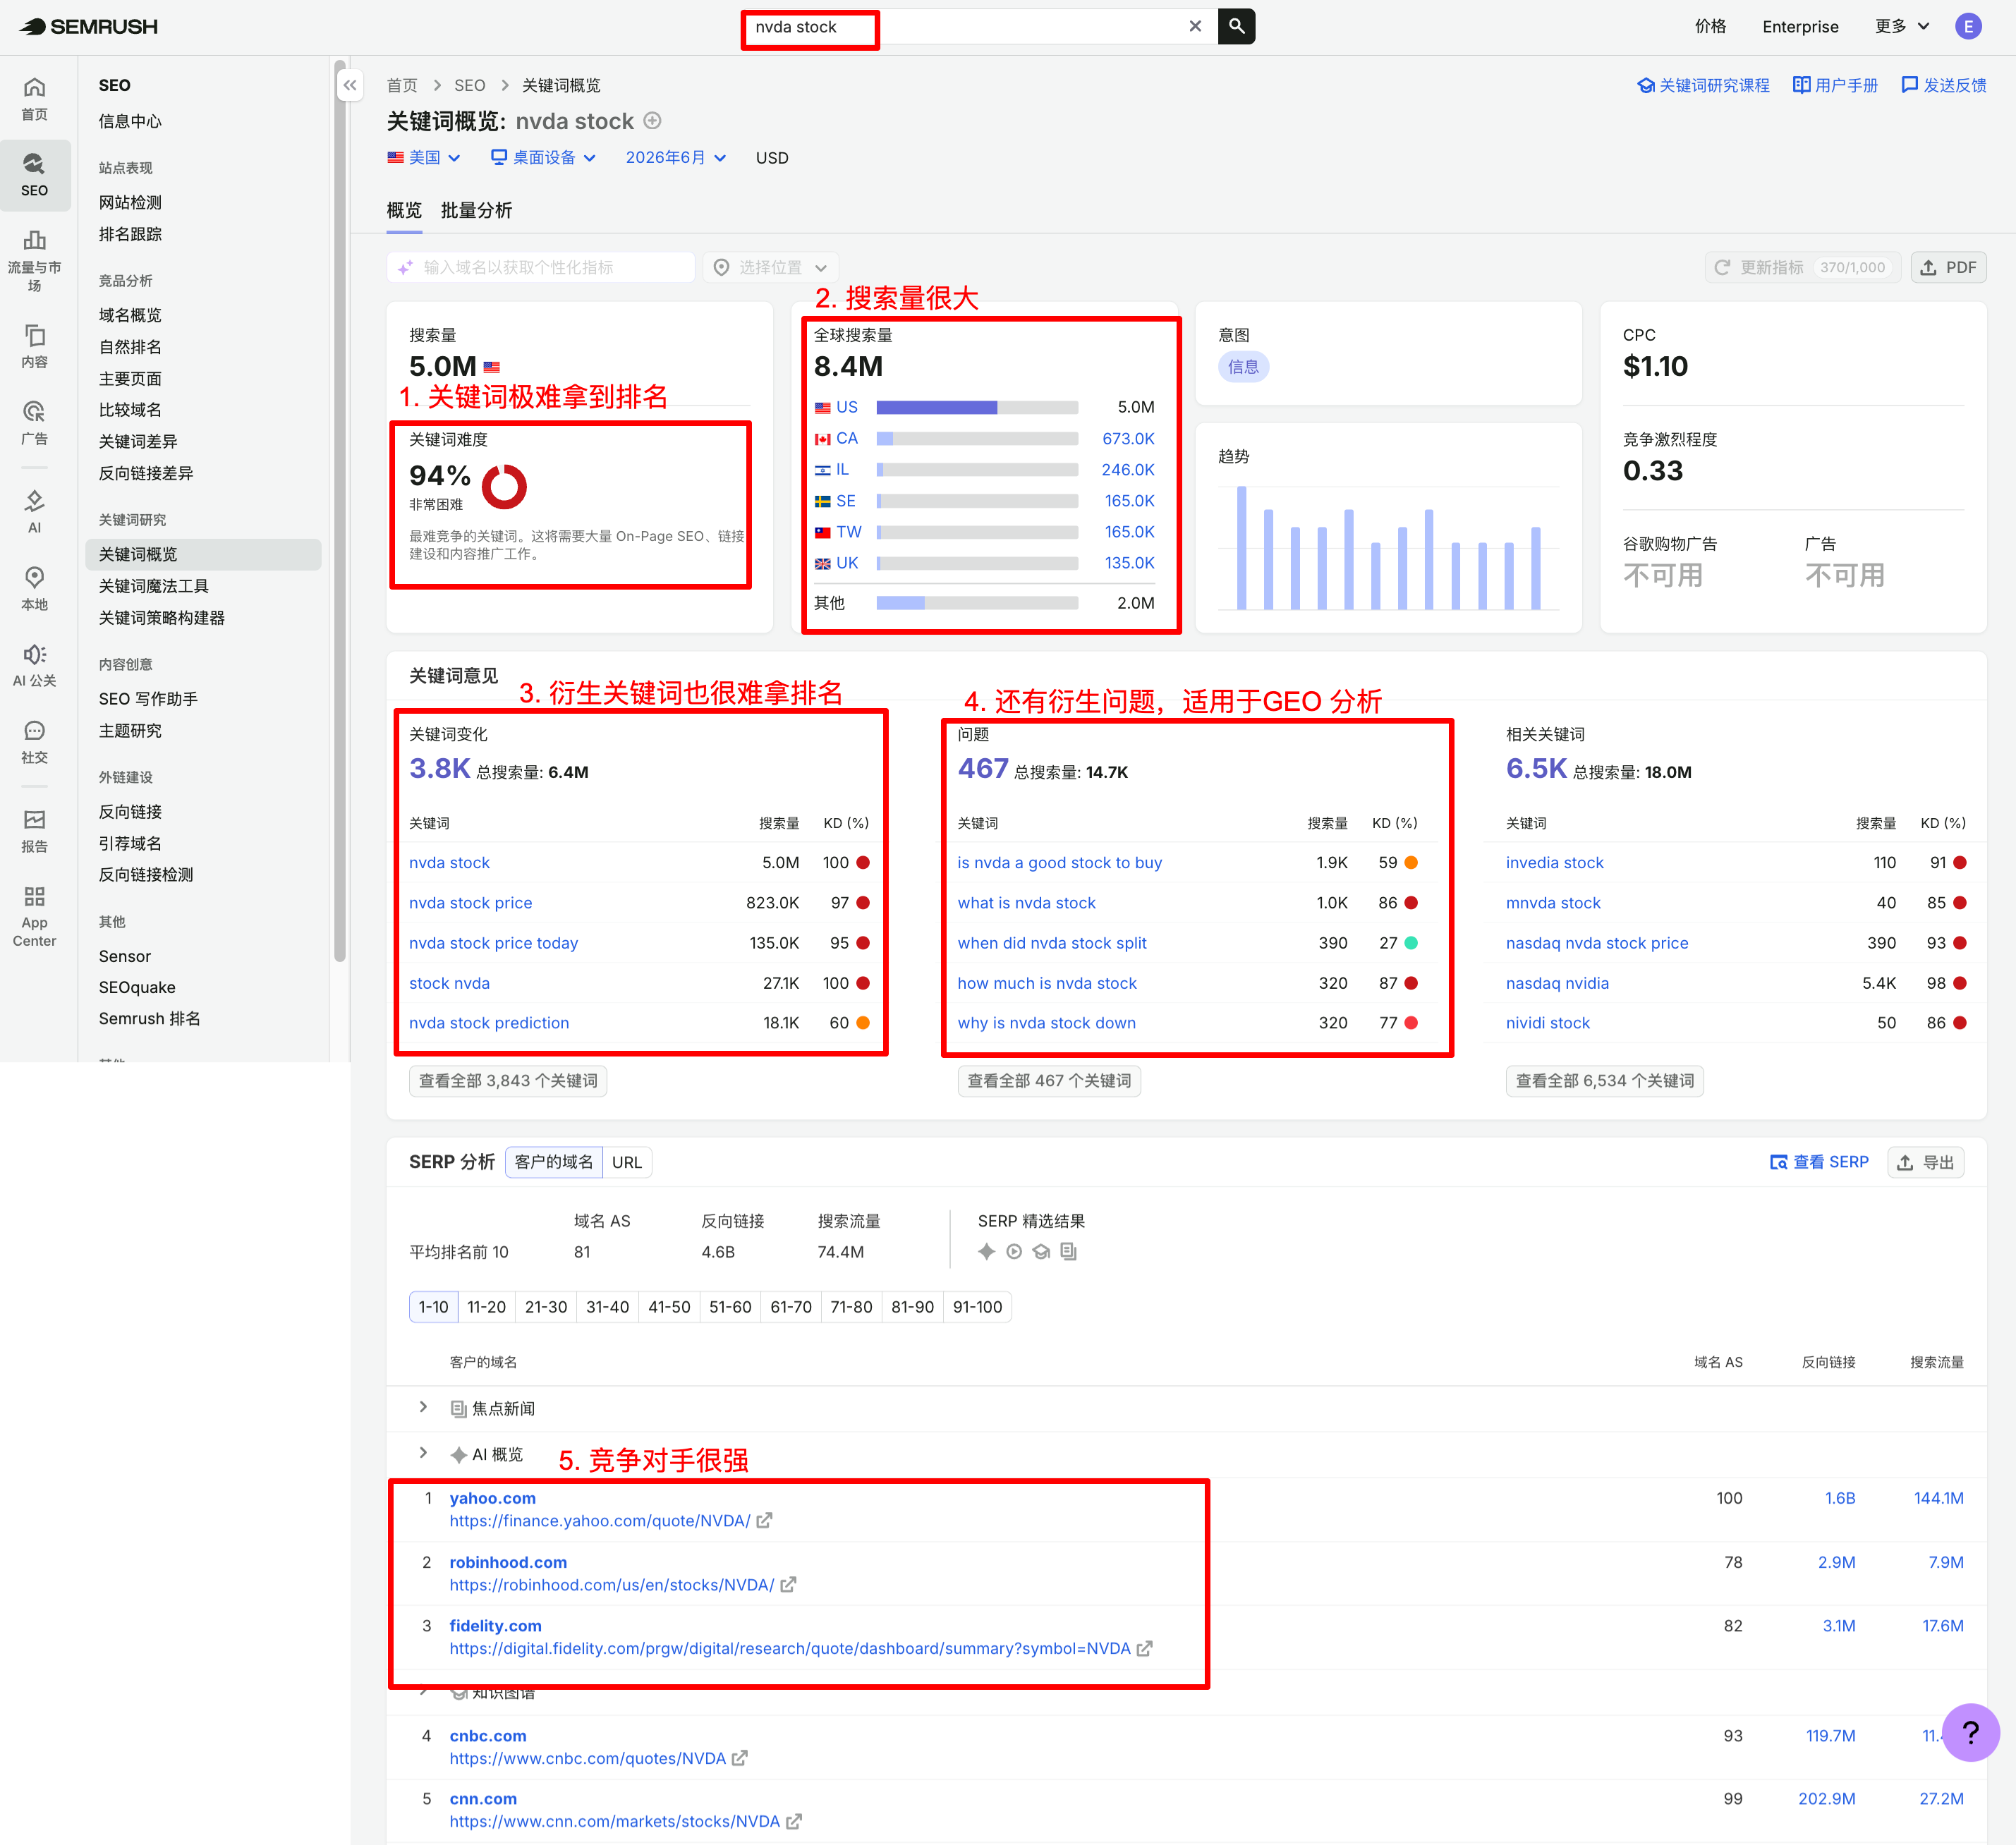 SEMRUSH
nvda stock
价格
Enterprise
更多
E
首页
SEO
流量与市场
内容
广告
AI
本地
AI 公关
社交
报告
App Center
SEO
信息中心
站点表现
网站检测
排名跟踪
竞品分析
域名概览
自然排名
主要页面
比较域名
关键词差异
反向链接差异
关键词研究
关键词概览
关键词魔法工具
关键词策略构建器
内容创意
SEO 写作助手
主题研究
外链建设
反向链接
引荐域名
反向链接检测
其他
Sensor
SEOquake
Semrush 排名
首页 > SEO > 关键词概览
关键词研究课程
用户手册
发送反馈
关键词概览: nvda stock
美国
桌面设备
2026年6月
USD
概览
批量分析
输入域名以获取个性化指标
选择位置
更新指标 370/1,000
PDF
搜索量
5.0M
1. 关键词极难拿到排名
关键词难度
94%
非常困难
最难竞争的关键词。这将需要大量 On-Page SEO、链接
建设和内容推广工作。
2. 搜索量很大
全球搜索量
8.4M
US 5.0M
CA 673.0K
IL 246.0K
SE 165.0K
TW 165.0K
UK 135.0K
其他 2.0M
意图
信息
趋势
CPC
$1.10
竞争激烈程度
0.33
谷歌购物广告
不可用
广告
不可用
关键词意见
3. 衍生关键词也很难拿排名
关键词变化
3.8K 总搜索量: 6.4M
关键词 搜索量 KD (%)
nvda stock 5.0M 100
nvda stock price 823.0K 97
nvda stock price today 135.0K 95
stock nvda 27.1K 100
nvda stock prediction 18.1K 60
查看全部 3,843 个关键词
4. 还有衍生问题，适用于GEO 分析
问题
467 总搜索量: 14.7K
关键词 搜索量 KD (%)
is nvda a good stock to buy 1.9K 59
what is nvda stock 1.0K 86
when did nvda stock split 390 27
how much is nvda stock 320 87
why is nvda stock down 320 77
查看全部 467 个关键词
相关关键词
6.5K 总搜索量: 18.0M
关键词 搜索量 KD (%)
invedia stock 110 91
mnvda stock 40 85
nasdaq nvda stock price 390 93
nasdaq nvidia 5.4K 98
nividi stock 50 86
查看全部 6,534 个关键词
SERP 分析
客户的域名
URL
查看 SERP
导出
域名 AS 反向链接 搜索流量
平均排名前 10 81 4.6B 74.4M
SERP 精选结果
1-10 11-20 21-30 31-40 41-50 51-60 61-70 71-80 81-90 91-100
客户的域名 域名 AS 反向链接 搜索流量
焦点新闻
AI 概览
5. 竞争对手很强
1 yahoo.com 100 1.6B 144.1M
https://finance.yahoo.com/quote/NVDA/
2 robinhood.com 78 2.9M 7.9M
https://robinhood.com/us/en/stocks/NVDA/
3 fidelity.com 82 3.1M 17.6M
https://digital.fidelity.com/prgw/digital/research/quote/dashboard/summary?symbol=NVDA
知识图谱
4 cnbc.com 93 119.7M
https://www.cnbc.com/quotes/NVDA
?
5 cnn.com 99 202.9M 27.2M
https://www.cnn.com/markets/stocks/NVDA